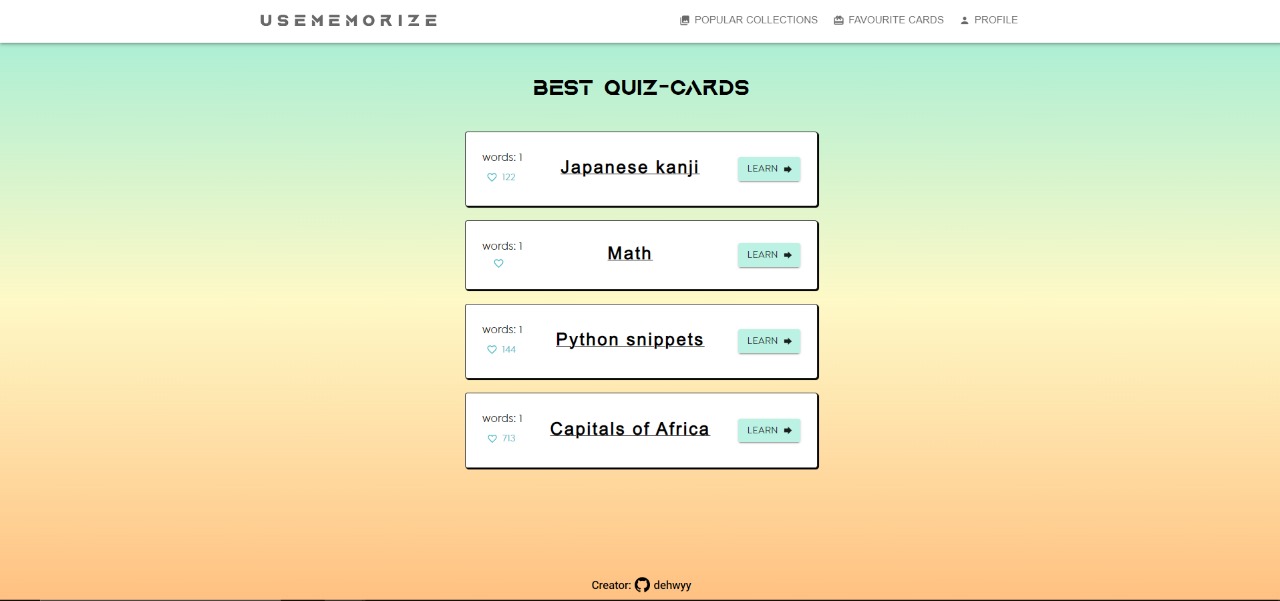 USEMEMORIZE
POPULAR COLLECTIONS
FAVOURITE CARDS
PROFILE
BEST QUIZ-CARDS
words: 1
122
Japanese kanji
LEARN
words: 1
Math
LEARN
words: 1
144
Python snippets
LEARN
words: 1
713
Capitals of Africa
LEARN
Creator: dehwyy